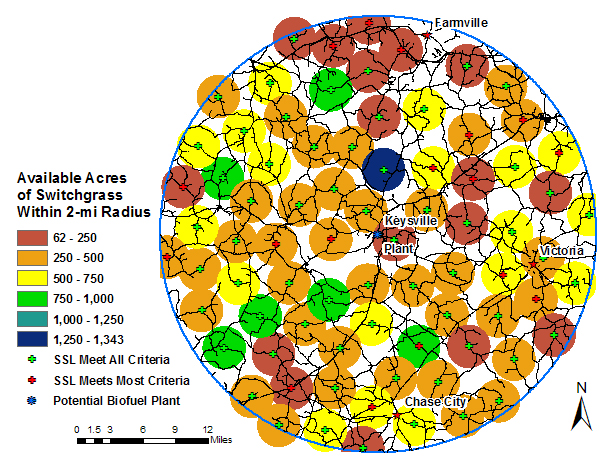 Farmville
Available Acres
of Switchgrass
Within 2-mi Radius
62 - 250
250 - 500
500 - 750
750 - 1,000
1,000 - 1,250
1,250 - 1,343
SSL Meet All Criteria
SSL Meets Most Criteria
Potential Biofuel Plant
Keysville
Plant
Victoria
Chase City
N
0 1.5 3 6 9 12
Miles